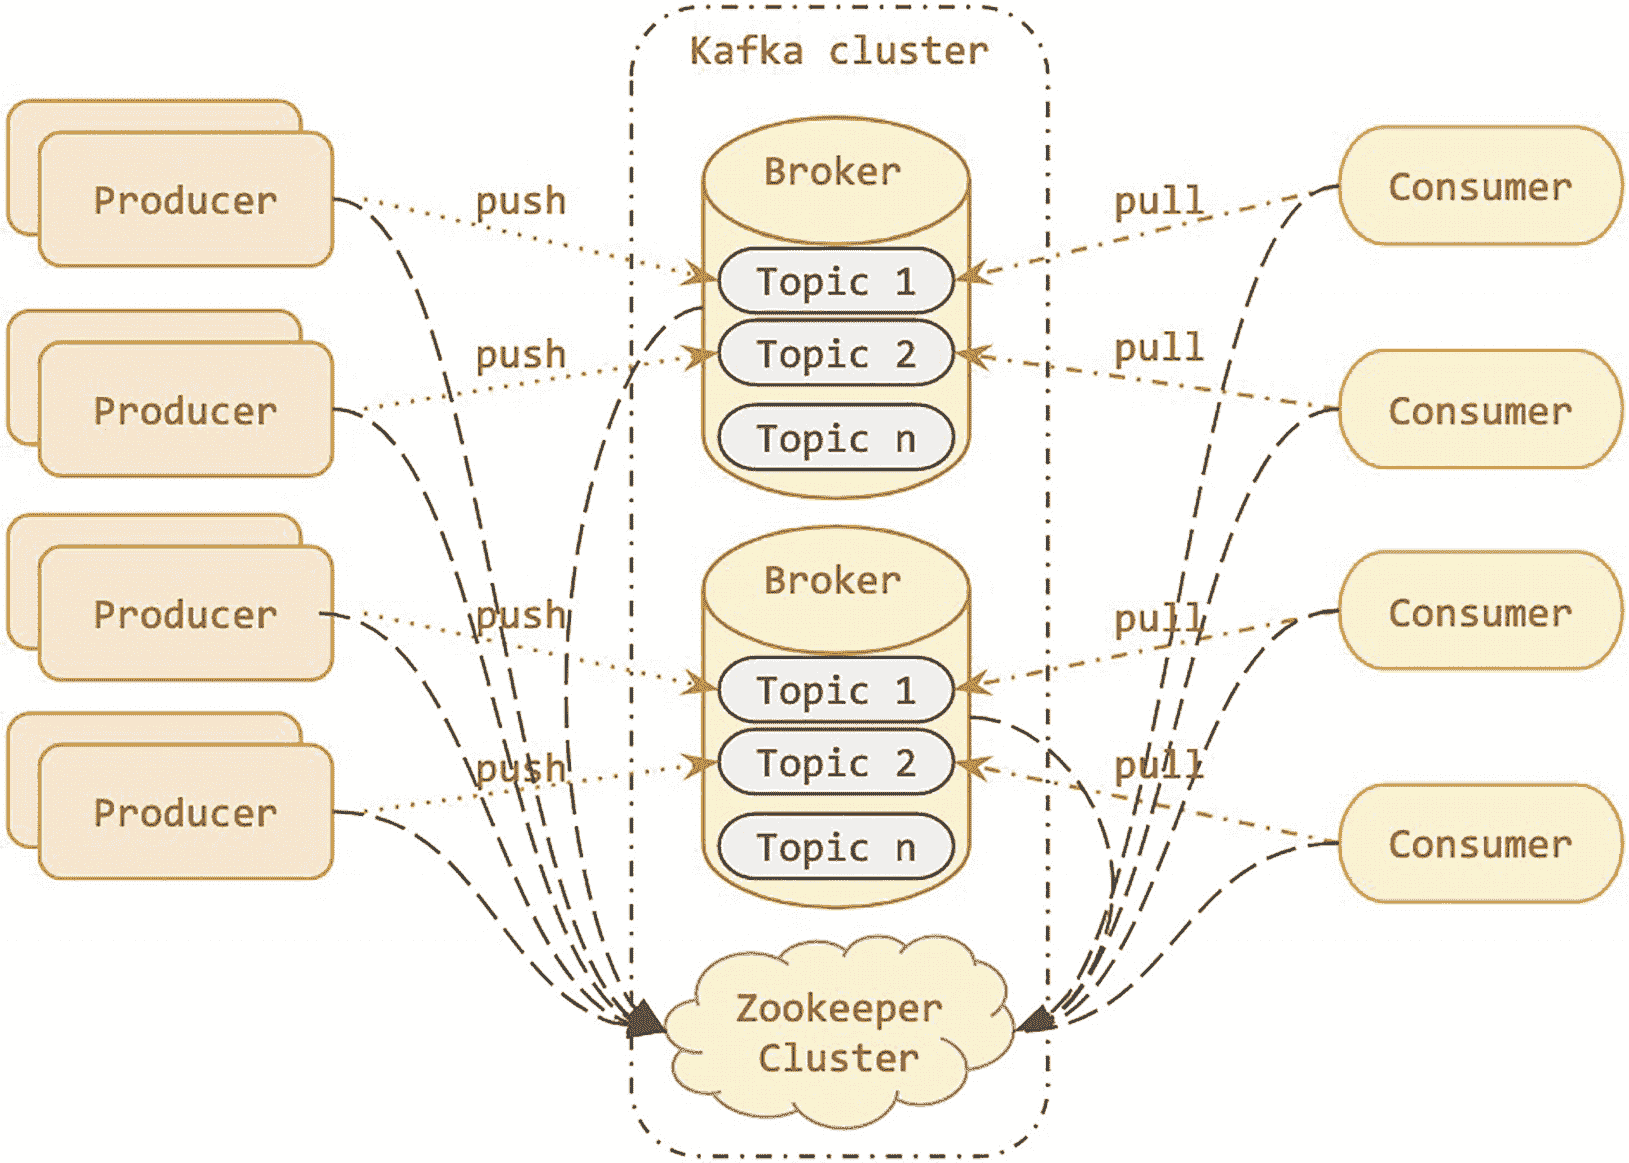 Kafka cluster
Producer
push
Broker
pull
Consumer
Topic 1
Producer
push
Topic 2
pull
Consumer
Topic n
Producer
push
Broker
pull
Consumer
Topic 1
Producer
push
Topic 2
pull
Consumer
Topic n
Zookeeper
Cluster